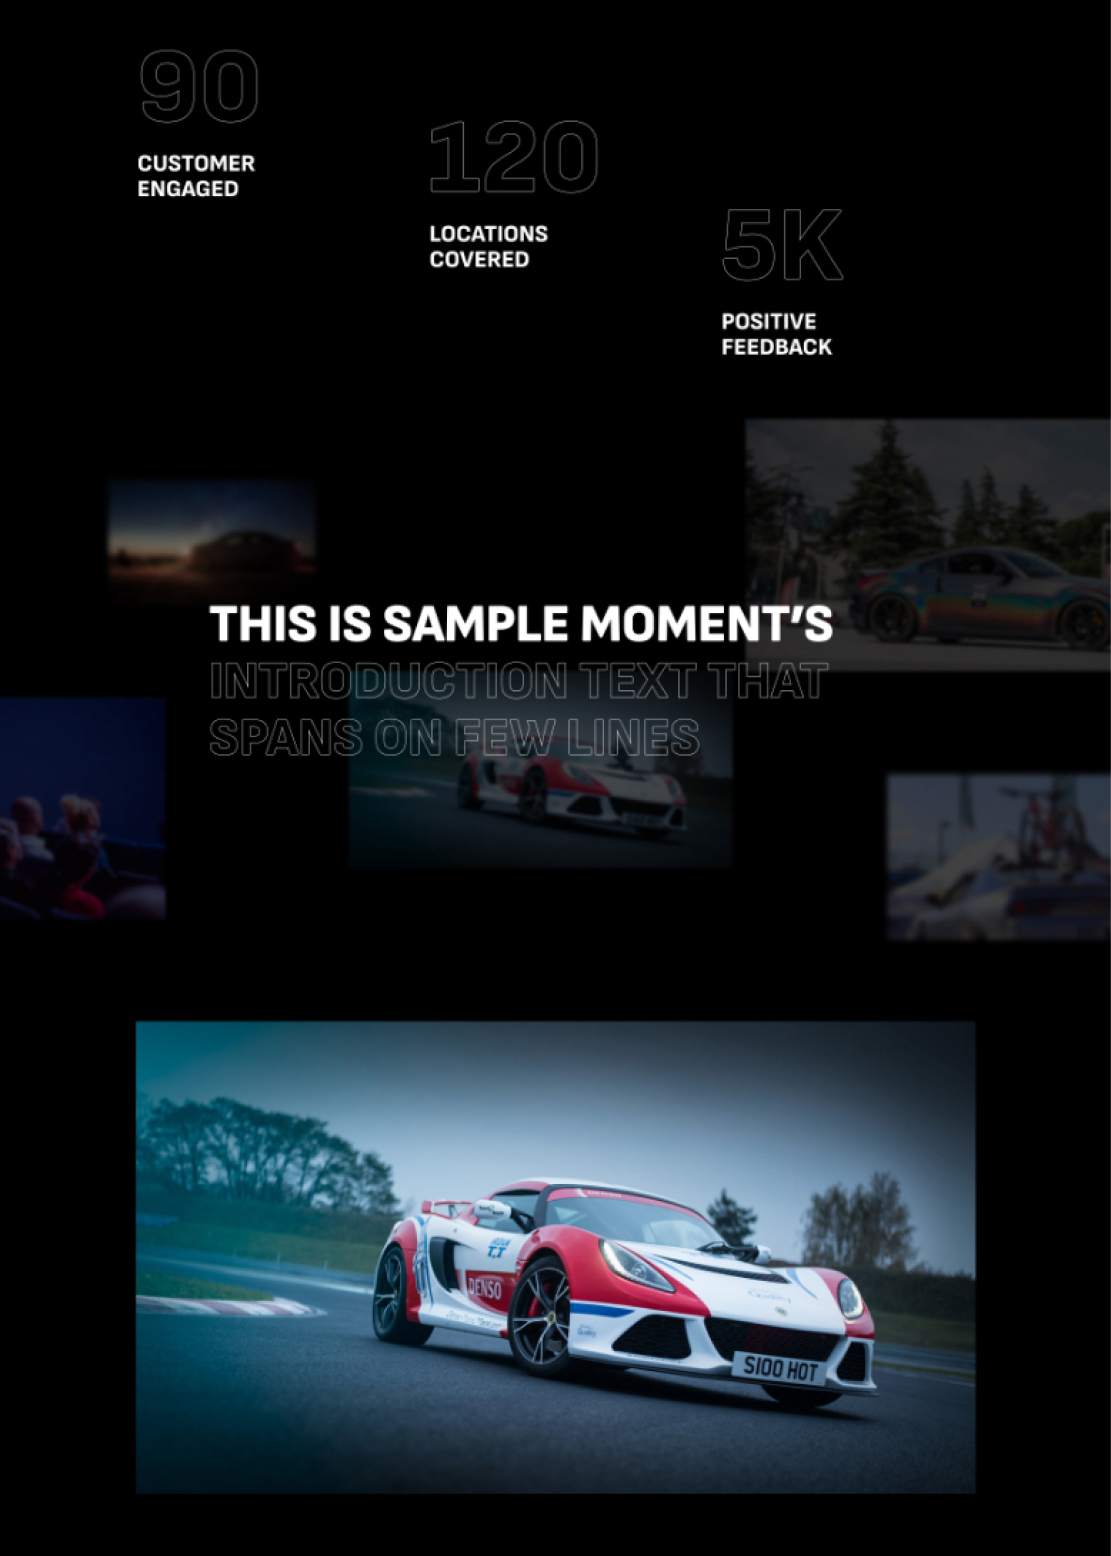 90
CUSTOMER
ENGAGED
120
LOCATIONS
COVERED
5K
POSITIVE
FEEDBACK
THIS IS SAMPLE MOMENT’S
INTRODUCTION TEXT THAT
SPANS ON FEW LINES
T.T
DENSO
S100 HOT